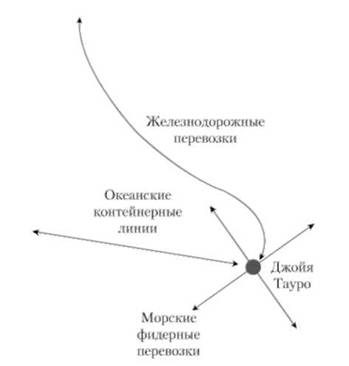 Железнодорожные
перевозки
Океанские
контейнерные
линии
Джойя
Тауро
Морские
фидерные
перевозки